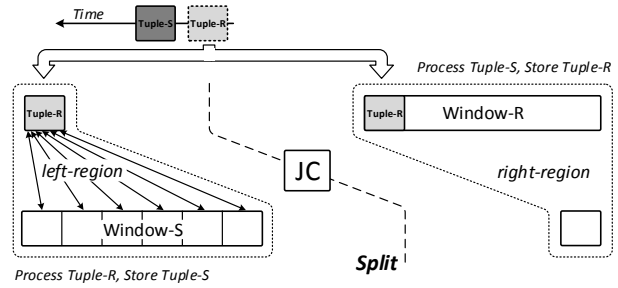 Time
Tuple-S
Tuple-R
Process Tuple-S, Store Tuple-R
Tuple-R
Tuple-R
Window-R
left-region
JC
right-region
Window-S
Split
Process Tuple-R, Store Tuple-S